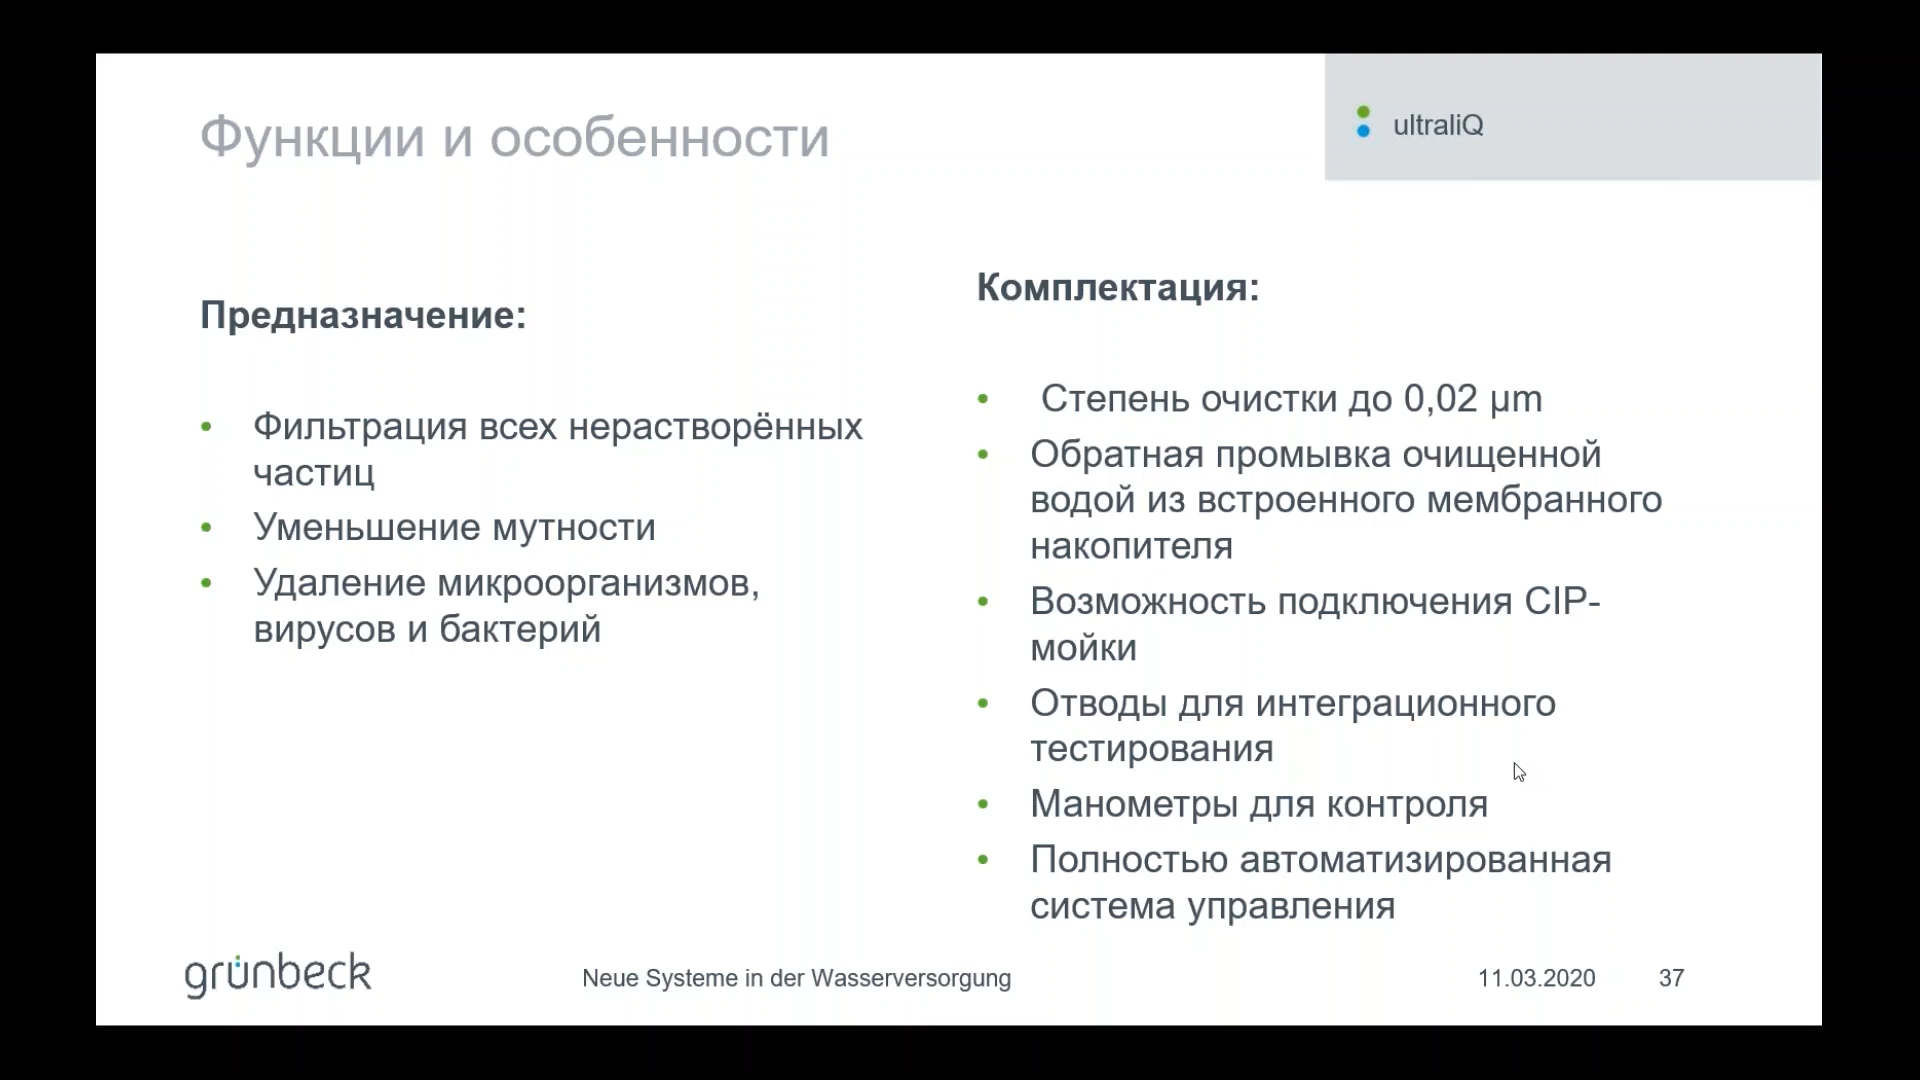 Функции и особенности
ultraliQ
Предназначение:
Фильтрация всех нерастворённых
частиц
Уменьшение мутности
Удаление микроорганизмов,
вирусов и бактерий
Комплектация:
Степень очистки до 0,02 μm
Обратная промывка очищенной
водой из встроенного мембранного
накопителя
Возможность подключения CIP-
мойки
Отводы для интеграционного
тестирования
Манометры для контроля
Полностью автоматизированная
система управления
grünbeck
Neue Systeme in der Wasserversorgung
11.03.2020
37